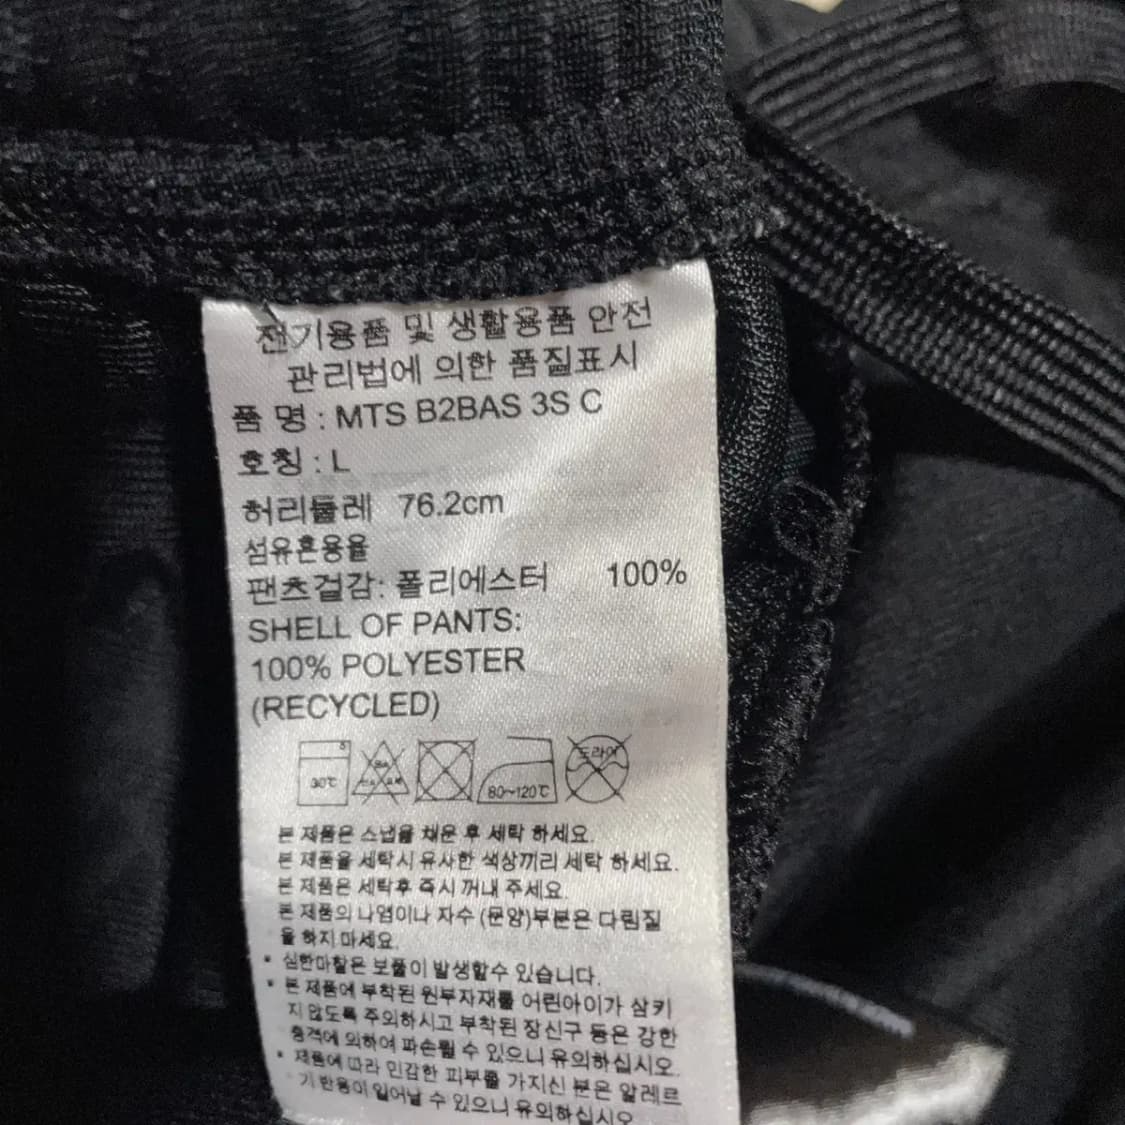 전기용품 및 생활용품 안전
관리법에 의한 품질표시
품 명 : MTS B2BAS 3S C
호칭 : L
허리둘레 76.2cm
섬유혼용율
팬츠겉감: 폴리에스터 100%
SHELL OF PANTS:
100% POLYESTER
(RECYCLED)
30℃ 80~120℃ 드라이
본 제품은 스냅을 채운 후 세탁 하세요.
본 제품을 세탁시 유사한 색상끼리 세탁 하세요.
본 제품은 세탁후 즉시 꺼내 주세요.
본 제품의 나염이나 자수 (문양)부분은 다림질
을 하지 마세요.
* 심한마찰은 보풀이 발생할수 있습니다.
* 본 제품에 부착된 원부자재를 어린아이가 삼키
지 않도록 주의하시고 부착된 장신구 등은 강한
충격에 의하여 파손될 수 있으니 유의하십시오.
* 제품에 따라 민감한 피부를 가지신 분은 알레르
기 반응이 일어날 수 있으니 유의하십시오